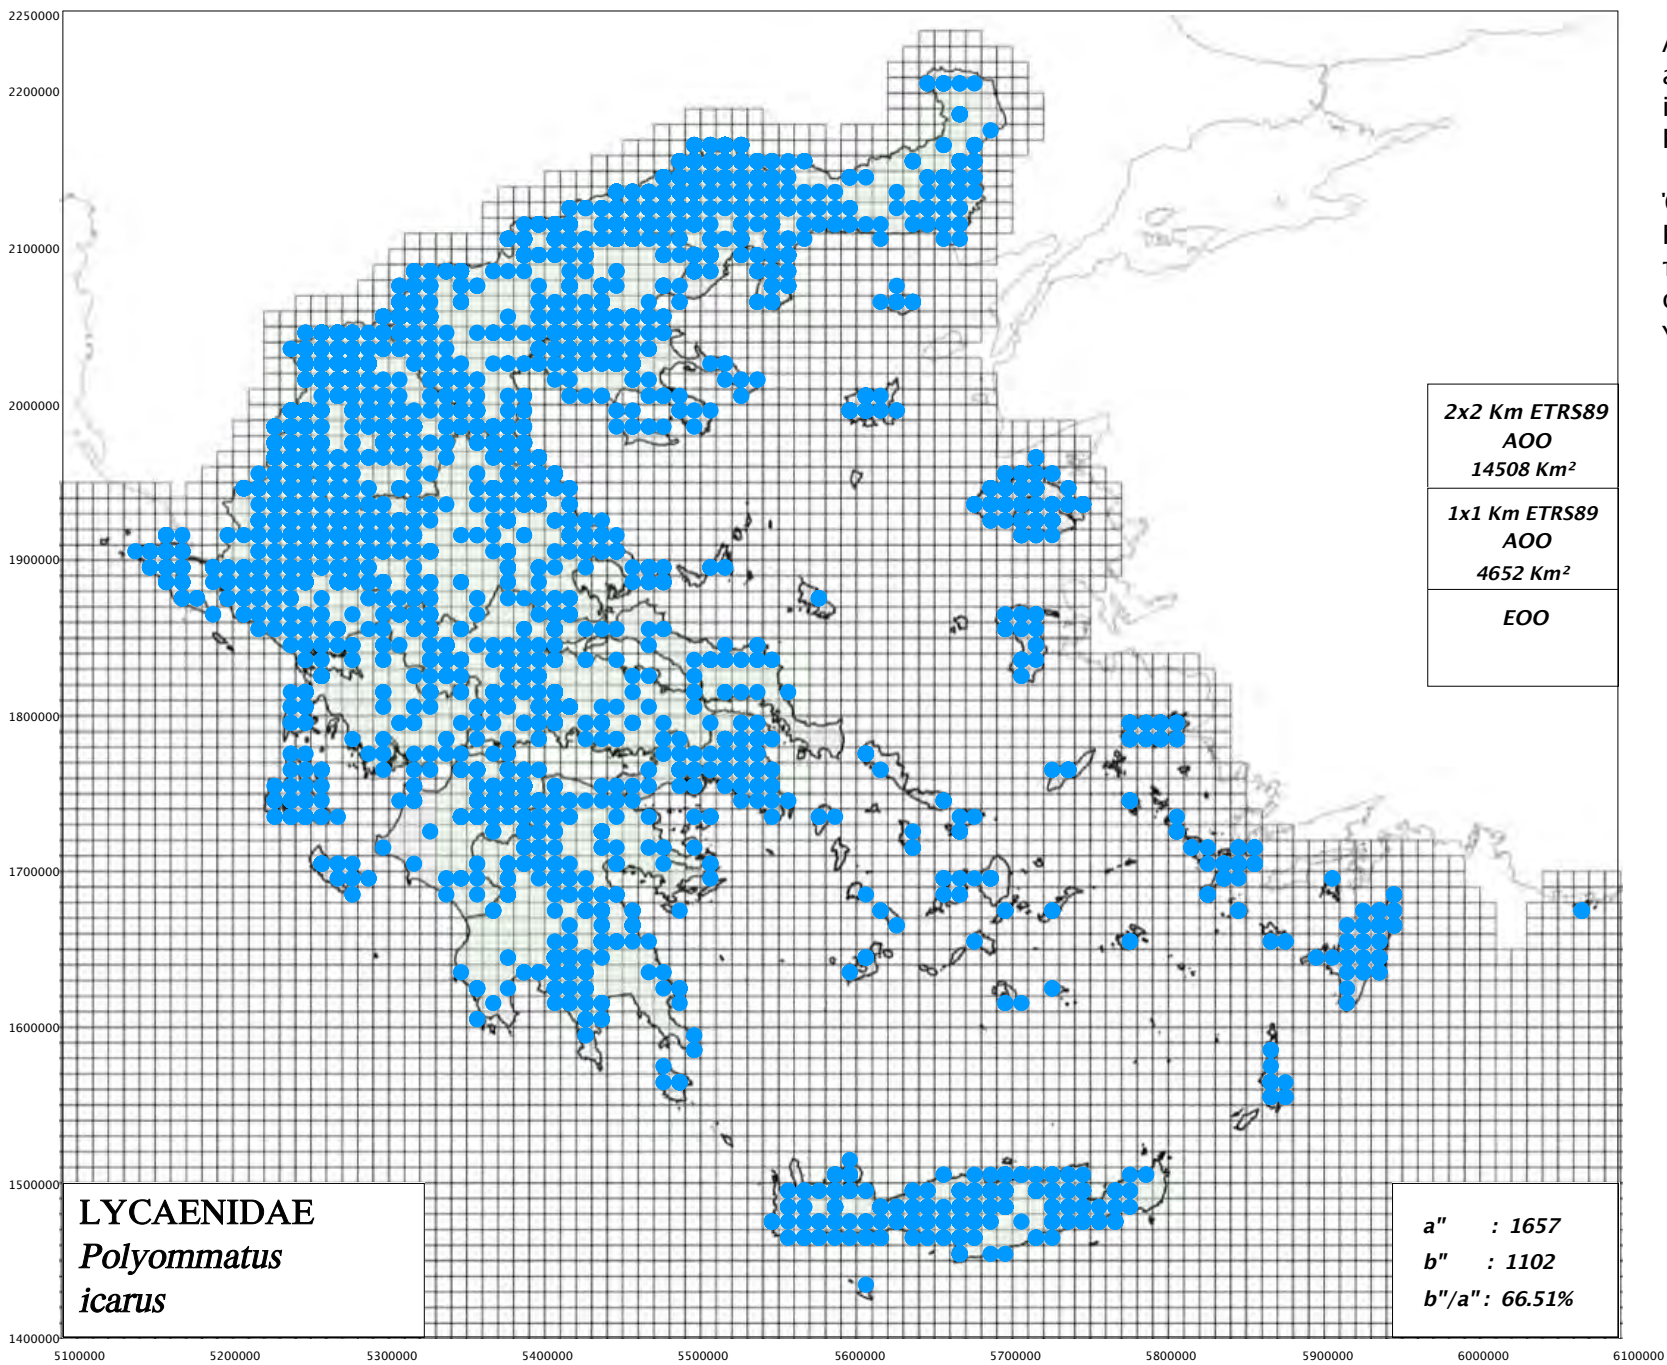 2250000
2200000
2100000
2000000
1900000
1800000
1700000
1600000
1500000
1400000
5100000 5200000 5300000 5400000 5500000 5600000 5700000 5800000 5900000 6000000 6100000
2x2 Km ETRS89
AOO
14508 Km²
1x1 Km ETRS89
AOO
4652 Km²
EOO
LYCAENIDAE
Polyommatus
icarus
a" : 1657
b" : 1102
b"/a" : 66.51%